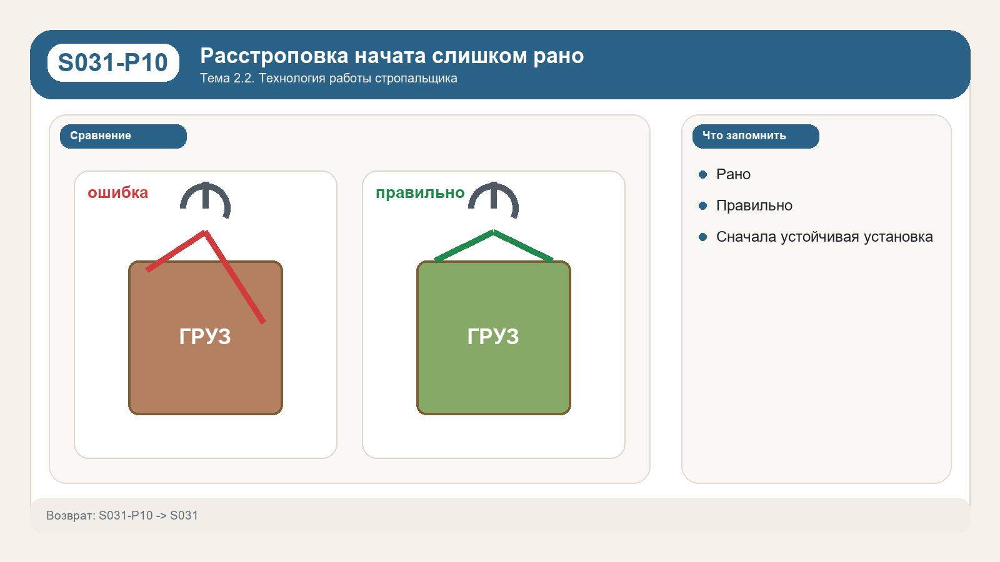 S031-P10
Расстроповка начата слишком рано
Тема 2.2. Технология работы стропальщика
Сравнение
ошибка
ГРУЗ
правильно
ГРУЗ
Что запомнить
Рано
Правильно
Сначала устойчивая установка
Возврат: S031-P10 -> S031